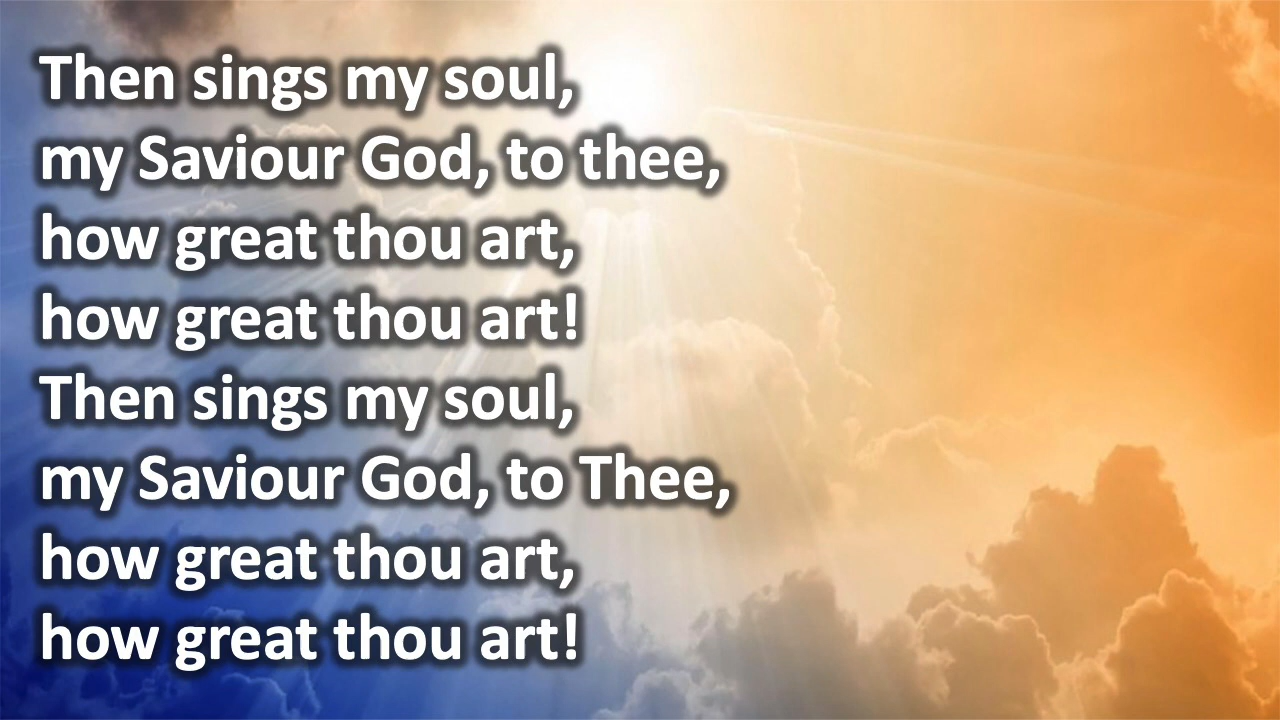 Then sings my soul,
my Saviour God, to thee,
how great thou art,
how great thou art!
Then sings my soul,
my Saviour God, to Thee,
how great thou art,
how great thou art!